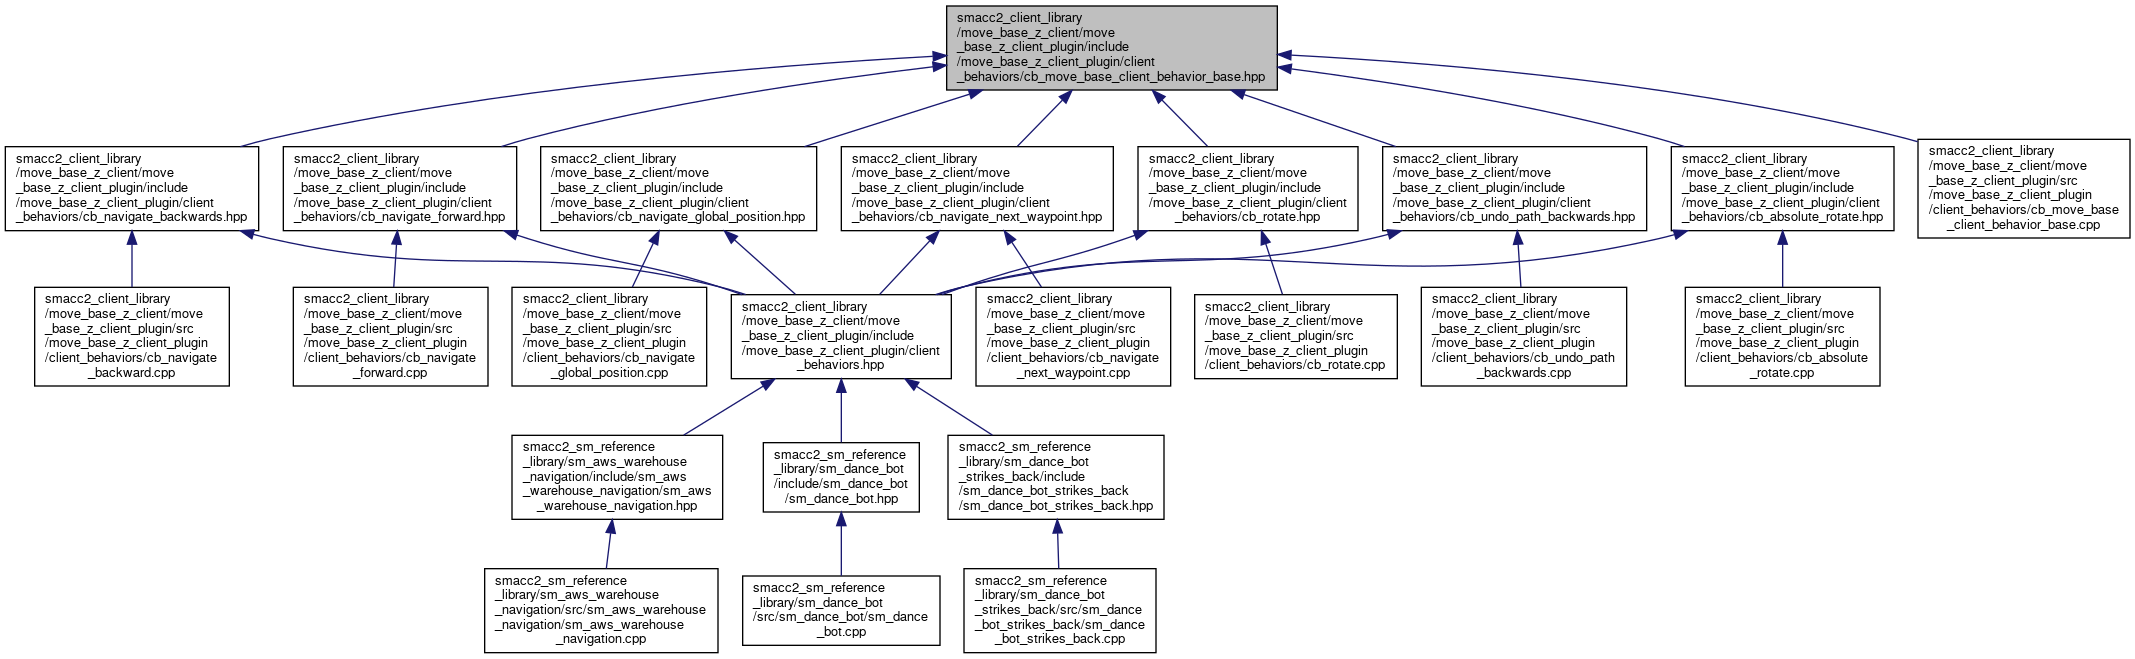 smacc2_client_library
/move_base_z_client/move
_base_z_client_plugin/include
/move_base_z_client_plugin/client
_behaviors/cb_move_base_client_behavior_base.hpp
smacc2_client_library
/move_base_z_client/move
_base_z_client_plugin/include
/move_base_z_client_plugin/client
_behaviors/cb_navigate_backwards.hpp
smacc2_client_library
/move_base_z_client/move
_base_z_client_plugin/include
/move_base_z_client_plugin/client
_behaviors/cb_navigate_forward.hpp
smacc2_client_library
/move_base_z_client/move
_base_z_client_plugin/include
/move_base_z_client_plugin/client
_behaviors/cb_navigate_global_position.hpp
smacc2_client_library
/move_base_z_client/move
_base_z_client_plugin/include
/move_base_z_client_plugin/client
_behaviors/cb_navigate_next_waypoint.hpp
smacc2_client_library
/move_base_z_client/move
_base_z_client_plugin/include
/move_base_z_client_plugin/client
_behaviors/cb_rotate.hpp
smacc2_client_library
/move_base_z_client/move
_base_z_client_plugin/include
/move_base_z_client_plugin/client
_behaviors/cb_undo_path_backwards.hpp
smacc2_client_library
/move_base_z_client/move
_base_z_client_plugin/include
/move_base_z_client_plugin/client
_behaviors/cb_absolute_rotate.hpp
smacc2_client_library
/move_base_z_client/move
_base_z_client_plugin/src
/move_base_z_client_plugin
/client_behaviors/cb_move_base
_client_behavior_base.cpp
smacc2_client_library
/move_base_z_client/move
_base_z_client_plugin/src
/move_base_z_client_plugin
/client_behaviors/cb_navigate
_backward.cpp
smacc2_client_library
/move_base_z_client/move
_base_z_client_plugin/src
/move_base_z_client_plugin
/client_behaviors/cb_navigate
_forward.cpp
smacc2_client_library
/move_base_z_client/move
_base_z_client_plugin/src
/move_base_z_client_plugin
/client_behaviors/cb_navigate
_global_position.cpp
smacc2_client_library
/move_base_z_client/move
_base_z_client_plugin/include
/move_base_z_client_plugin/client
_behaviors.hpp
smacc2_client_library
/move_base_z_client/move
_base_z_client_plugin/src
/move_base_z_client_plugin
/client_behaviors/cb_navigate
_next_waypoint.cpp
smacc2_client_library
/move_base_z_client/move
_base_z_client_plugin/src
/move_base_z_client_plugin
/client_behaviors/cb_rotate.cpp
smacc2_client_library
/move_base_z_client/move
_base_z_client_plugin/src
/move_base_z_client_plugin
/client_behaviors/cb_undo_path
_backwards.cpp
smacc2_client_library
/move_base_z_client/move
_base_z_client_plugin/src
/move_base_z_client_plugin
/client_behaviors/cb_absolute
_rotate.cpp
smacc2_sm_reference
_library/sm_aws_warehouse
_navigation/include/sm_aws
_warehouse_navigation/sm_aws
_warehouse_navigation.hpp
smacc2_sm_reference
_library/sm_dance_bot
/include/sm_dance_bot
/sm_dance_bot.hpp
smacc2_sm_reference
_library/sm_dance_bot
_strikes_back/include
/sm_dance_bot_strikes_back
/sm_dance_bot_strikes_back.hpp
smacc2_sm_reference
_library/sm_aws_warehouse
_navigation/src/sm_aws_warehouse
_navigation/sm_aws_warehouse
_navigation.cpp
smacc2_sm_reference
_library/sm_dance_bot
/src/sm_dance_bot/sm_dance
_bot.cpp
smacc2_sm_reference
_library/sm_dance_bot
_strikes_back/src/sm_dance
_bot_strikes_back/sm_dance
_bot_strikes_back.cpp